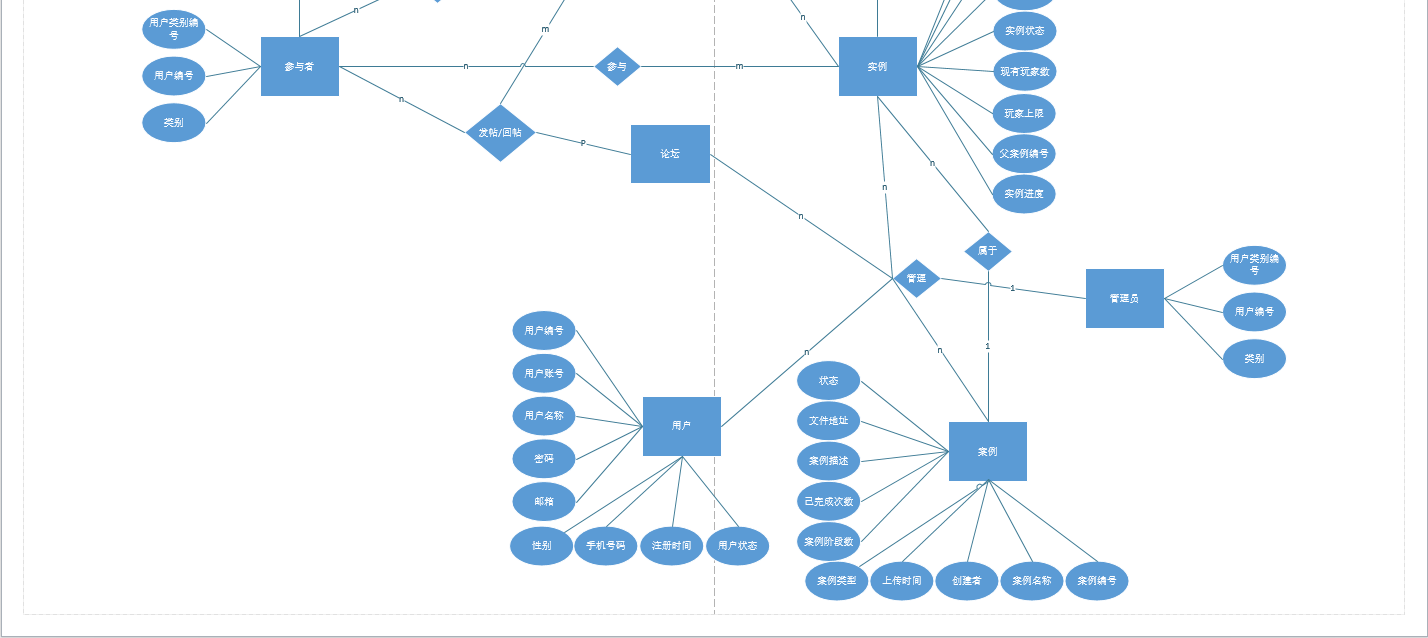 n
n
m
用户类别编
号
用户编号
类别
参与者
n
参与
m
实例
实例状态
现有玩家数
玩家上限
父案例编号
实例进度
n
发帖/回帖
P
论坛
n
n
n
属于
管理
1
管理员
用户类别编
号
用户编号
类别
n
n
1
用户编号
用户账号
用户名称
密码
邮箱
用户
性别
手机号码
注册时间
用户状态
状态
文件地址
案例描述
已完成次数
案例阶段数
案例
案例类型
上传时间
创建者
案例名称
案例编号